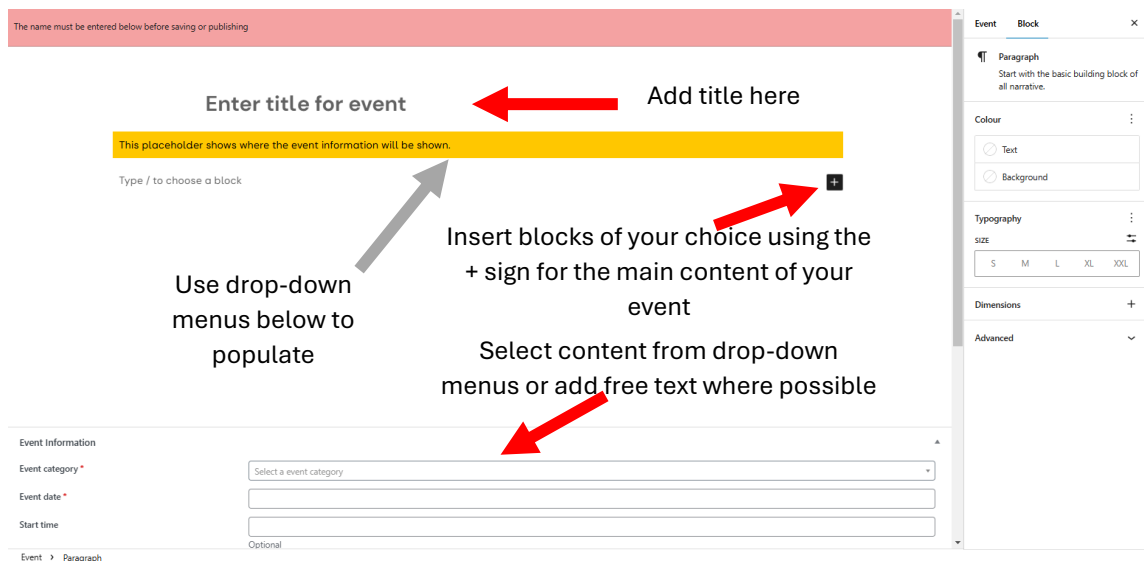 The name must be entered below before saving or publishing
Enter title for event
Add title here
This placeholder shows where the event information will be shown.
Type / to choose a block
+
Insert blocks of your choice using the
+ sign for the main content of your
event
Use drop-down
menus below to
populate
Select content from drop-down
menus or add free text where possible
Event Information
Event category *
Select a event category
Event date *
Start time
Optional
Event > Paragraph
Event Block ×
¶ Paragraph
Start with the basic building block of
all narrative.
Colour
Text
Background
Typography
SIZE
S M L XL XXL
Dimensions +
Advanced